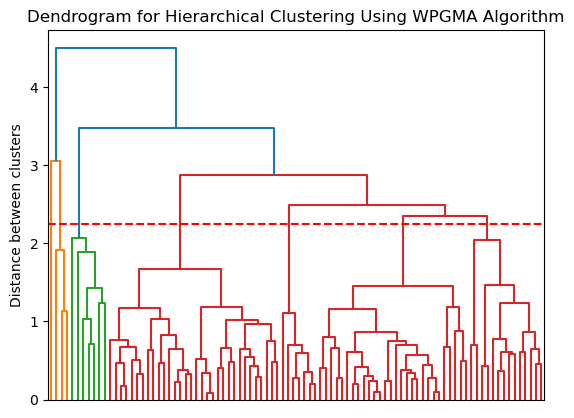 Dendrogram for Hierarchical Clustering Using WPGMA Algorithm
Distance between clusters
4
3
2
1
0